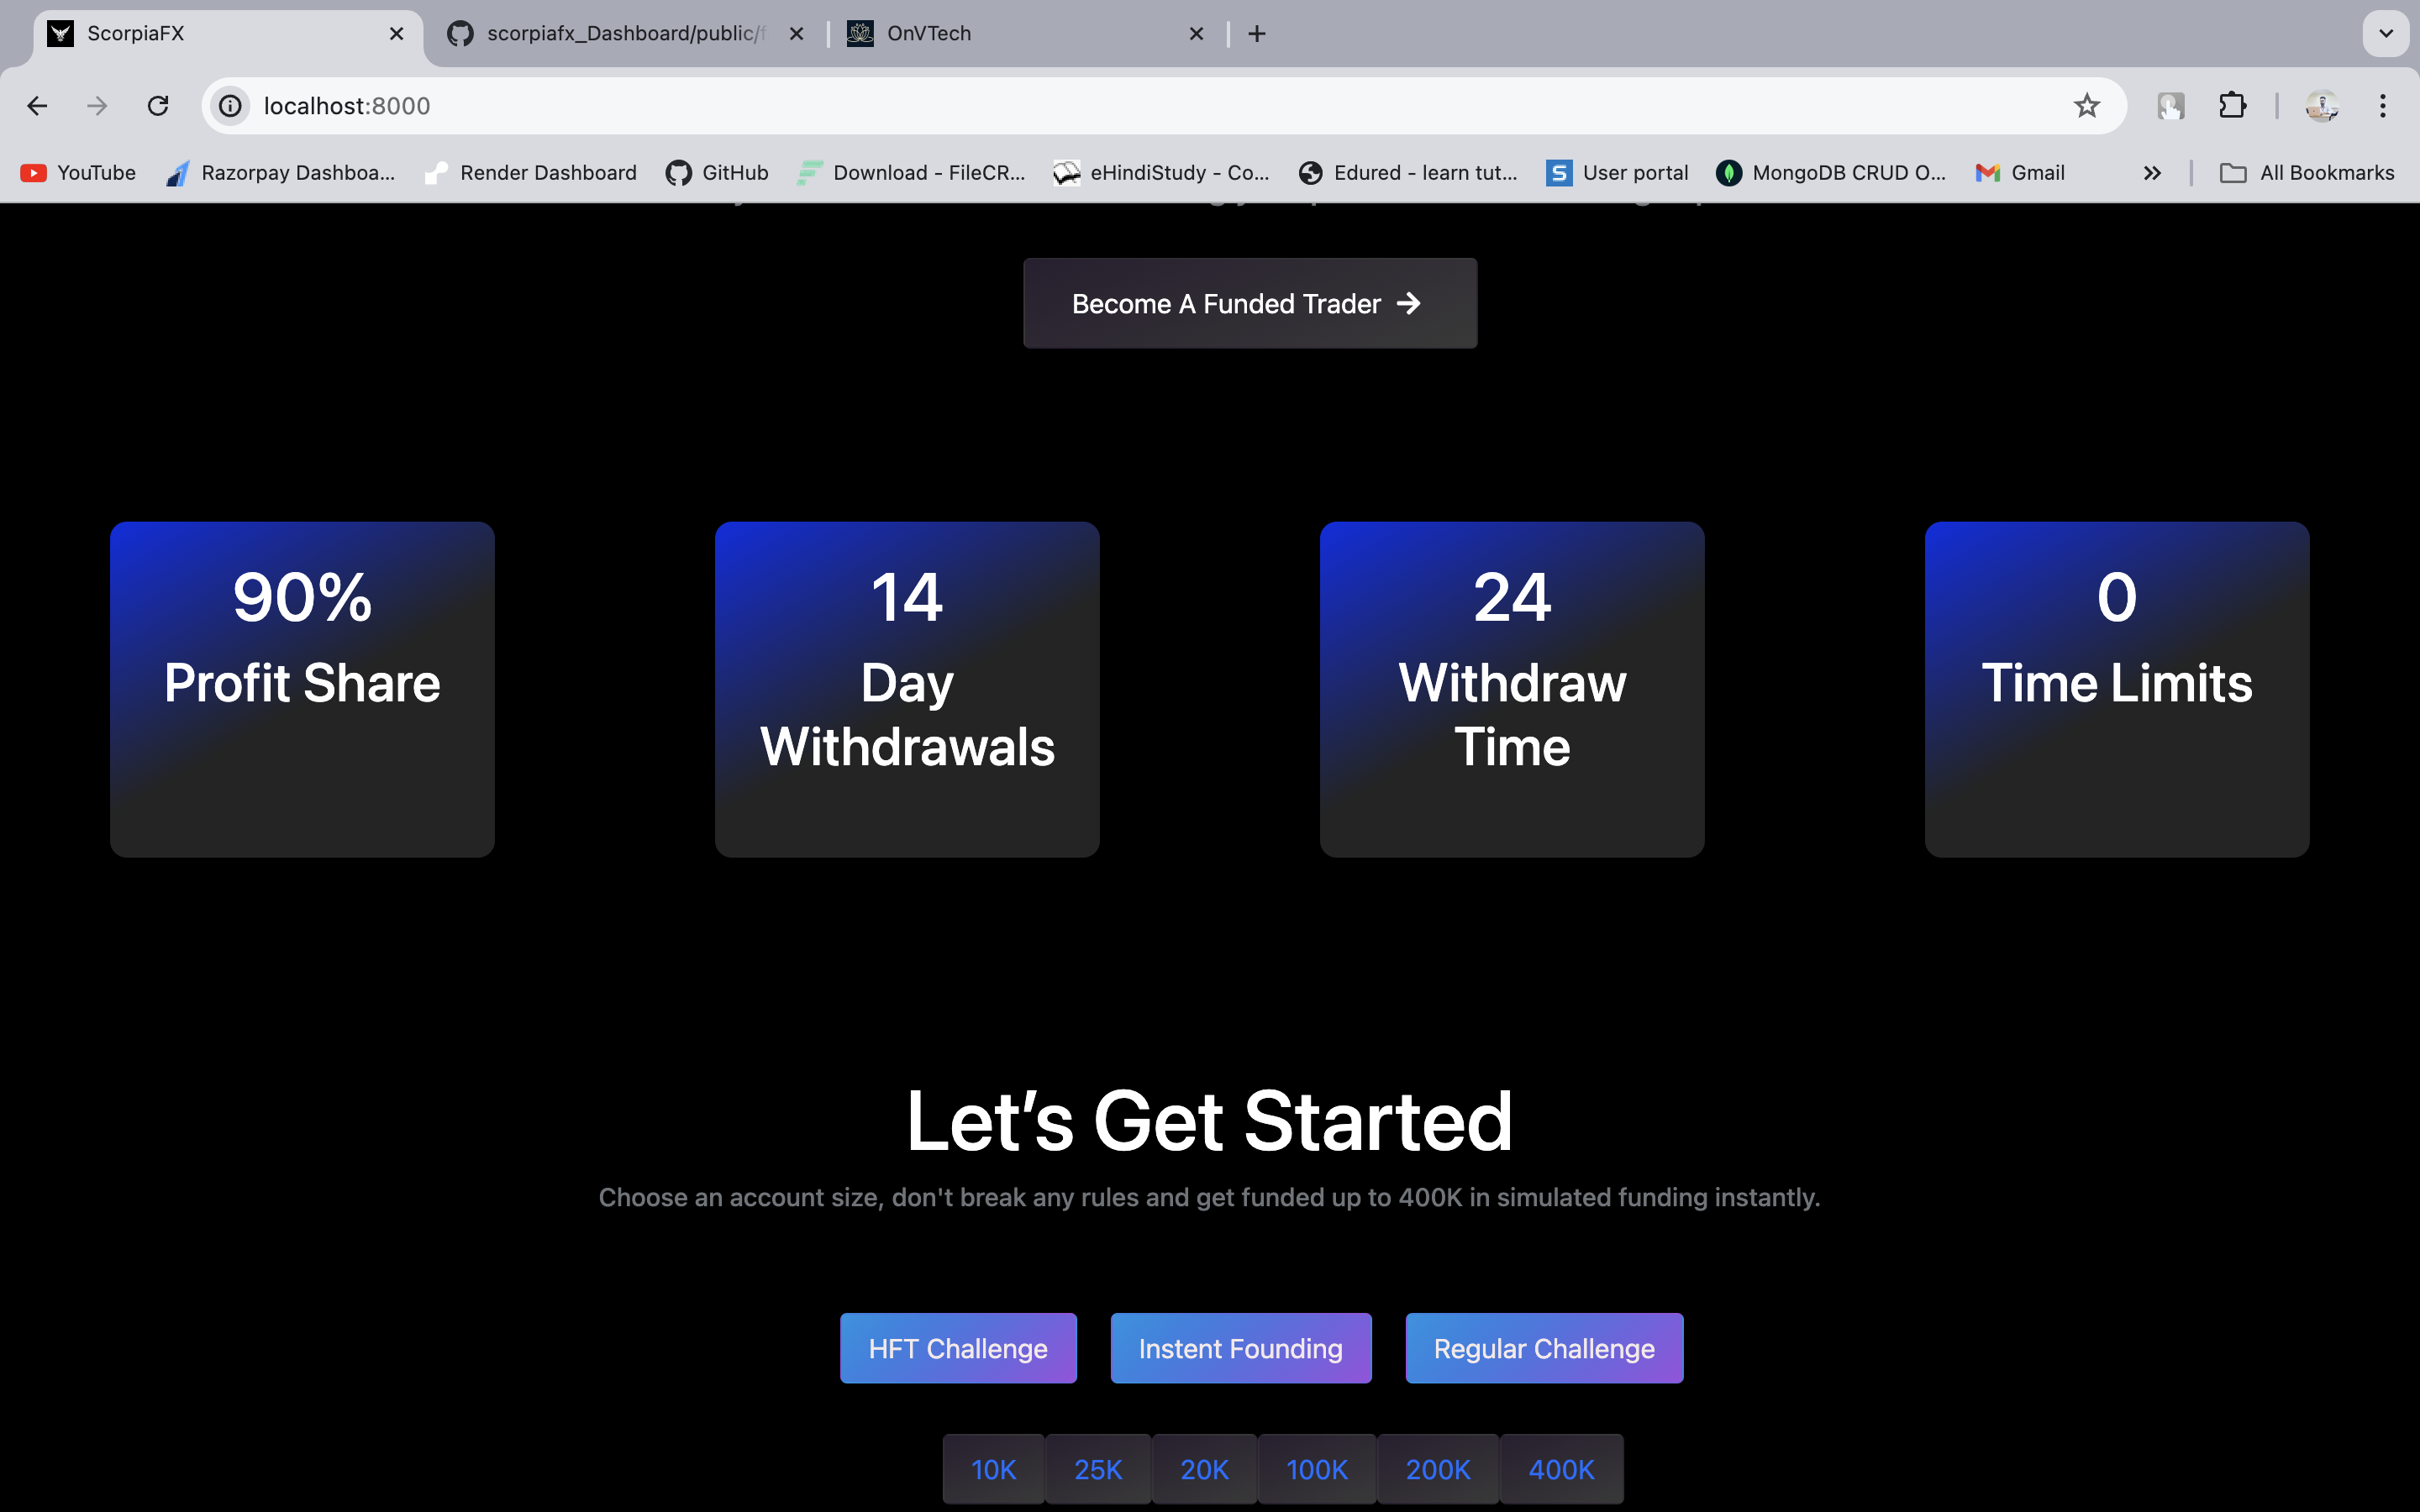 ScorpiaFX
scorpiafx_Dashboard/public/f
OnVTech
localhost:8000
YouTube
Razorpay Dashboa...
Render Dashboard
GitHub
Download - FileCR...
eHindiStudy - Co...
Edured - learn tut...
User portal
MongoDB CRUD O...
Gmail
All Bookmarks
Become A Funded Trader
90%
Profit Share
14
Day
Withdrawals
24
Withdraw
Time
0
Time Limits
Let’s Get Started
Choose an account size, don't break any rules and get funded up to 400K in simulated funding instantly.
HFT Challenge
Instent Founding
Regular Challenge
10K
25K
20K
100K
200K
400K